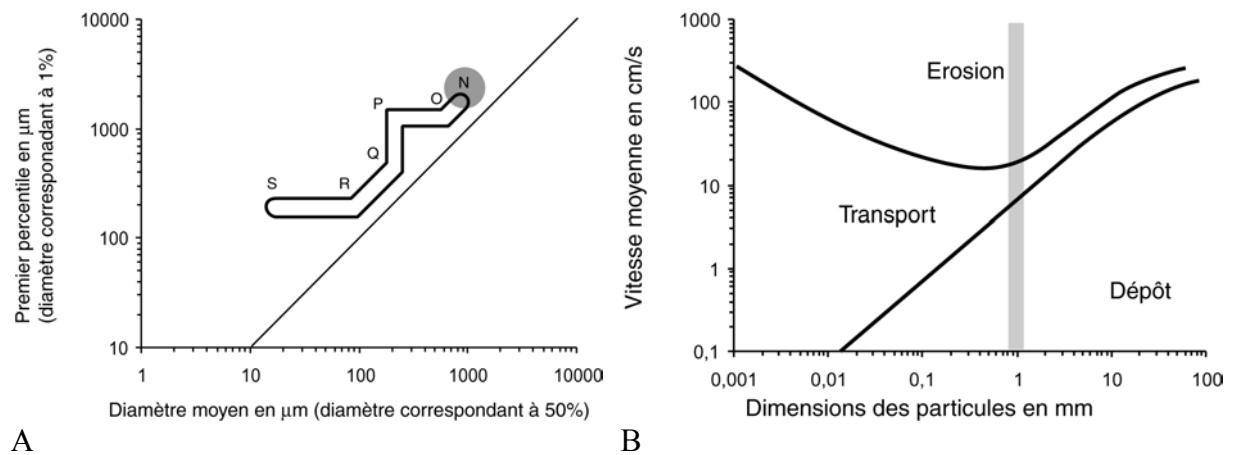 Premier percentile en µm
(diamètre corresponadant à 1%)
10000
1000
100
10
N
O
P
Q
R
S
1
10
100
1000
10000
Diamètre moyen en µm (diamètre correspondant à 50%)
A
Vitesse moyenne en cm/s
1000
100
10
1
0,1
Erosion
Transport
Dépôt
0,001
0,01
0,1
1
10
100
Dimensions des particules en mm
B